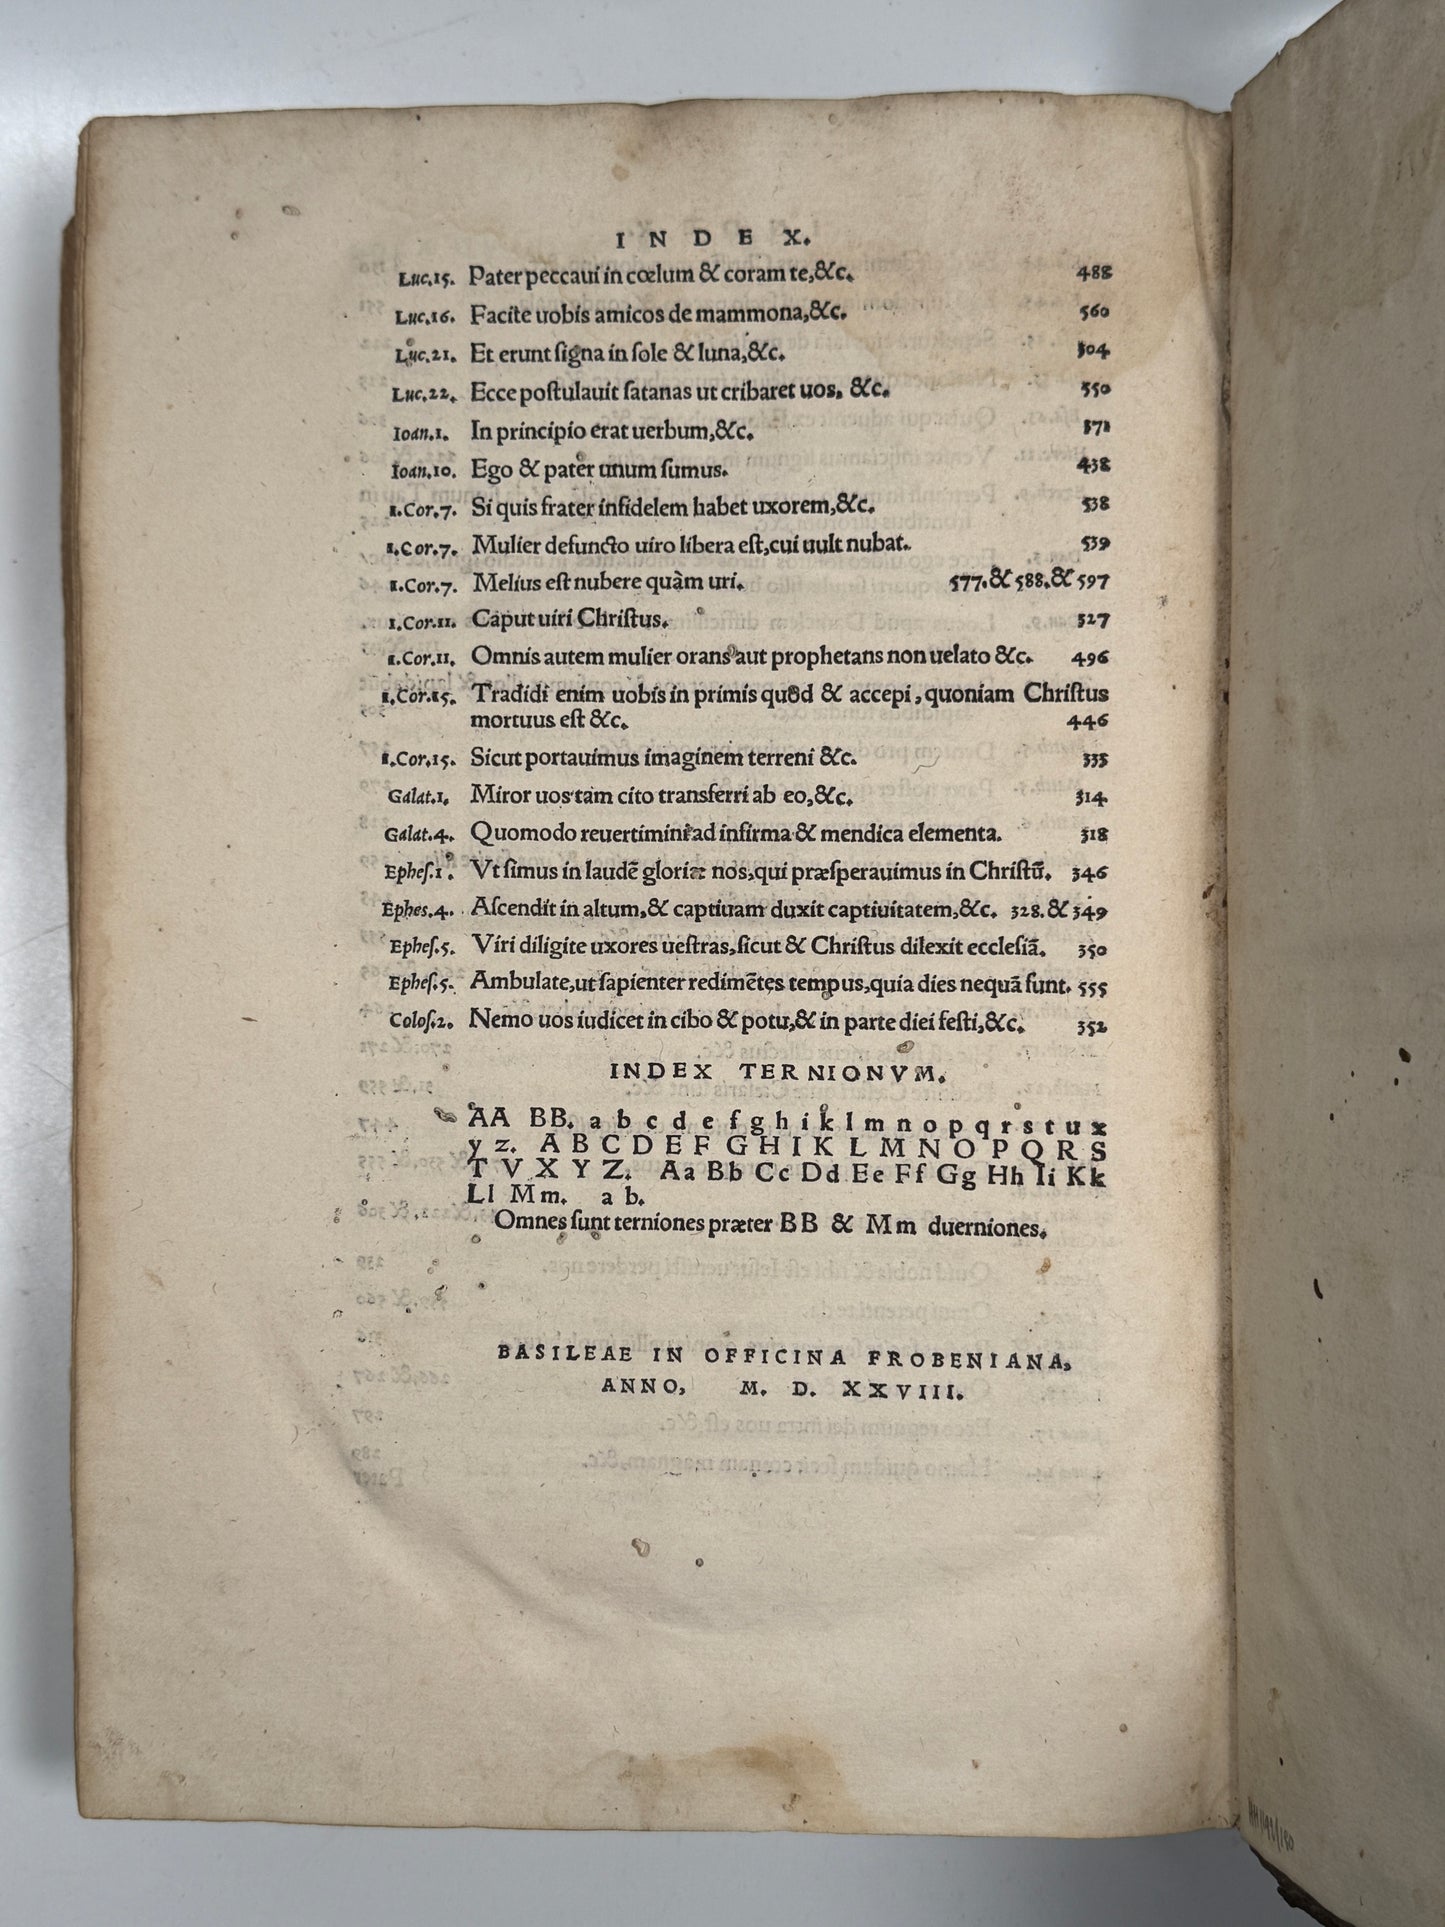 INDEX.
Luc.15. Pater peccaui in cœlum & coram te,&c. 488
Luc.16. Facite uobis amicos de mammona,&c. 560
Luc.21. Et erunt ſigna in ſole & luna,&c. 304
Luc.22. Ecce poſtulauit ſatanas ut cribaret uos, &c. 550
Ioan.1. In principio erat uerbum,&c. 371
Ioan.10. Ego & pater unum ſumus. 438
1.Cor.7. Si quis frater infidelem habet uxorem,&c. 538
1.Cor.7. Mulier defuncto uiro libera eſt,cui uult nubat. 539
1.Cor.7. Melius eſt nubere quàm uri. 577.& 588.& 597
1.Cor.11. Caput uiri Chriſtus. 327
1.Cor.11. Omnis autem mulier orans aut prophetans non uelato &c. 496
1.Cor.15. Tradidi enim uobis in primis quod & accepi, quoniam Chriſtus
mortuus eſt &c. 446
1.Cor.15. Sicut portauimus imaginem terreni &c. 335
Galat.1. Miror uos tam cito transferri ab eo,&c. 314
Galat.4. Quomodo reuertimini ad infirma & mendica elementa. 318
Epheſ.1. Vt ſimus in laudẽ gloriæ nos,qui præſperauimus in Chriſtũ. 346
Ephes.4. Aſcendit in altum,& captiuam duxit captiuitatem,&c. 328.& 349
Epheſ.5. Viri diligite uxores ueſtras,ſicut & Chriſtus dilexit eccleſiã. 350
Epheſ.5. Ambulate,ut ſapienter redimẽtes tempus,quia dies nequã ſunt. 555
Coloſ.2. Nemo uos iudicet in cibo & potu,& in parte diei feſti,&c. 352
INDEX TERNIONVM.
AA BB. a b c d e f g h i k l m n o p q r s t u x
y z. A B C D E F G H I K L M N O P Q R S
T V X Y Z. Aa Bb Cc Dd Ee Ff Gg Hh Ii Kk
Ll Mm. a b.
Omnes ſunt terniones præter BB & Mm duerniones.
BASILEAE IN OFFICINA FROBENIANA,
ANNO, M. D. XXVIII.